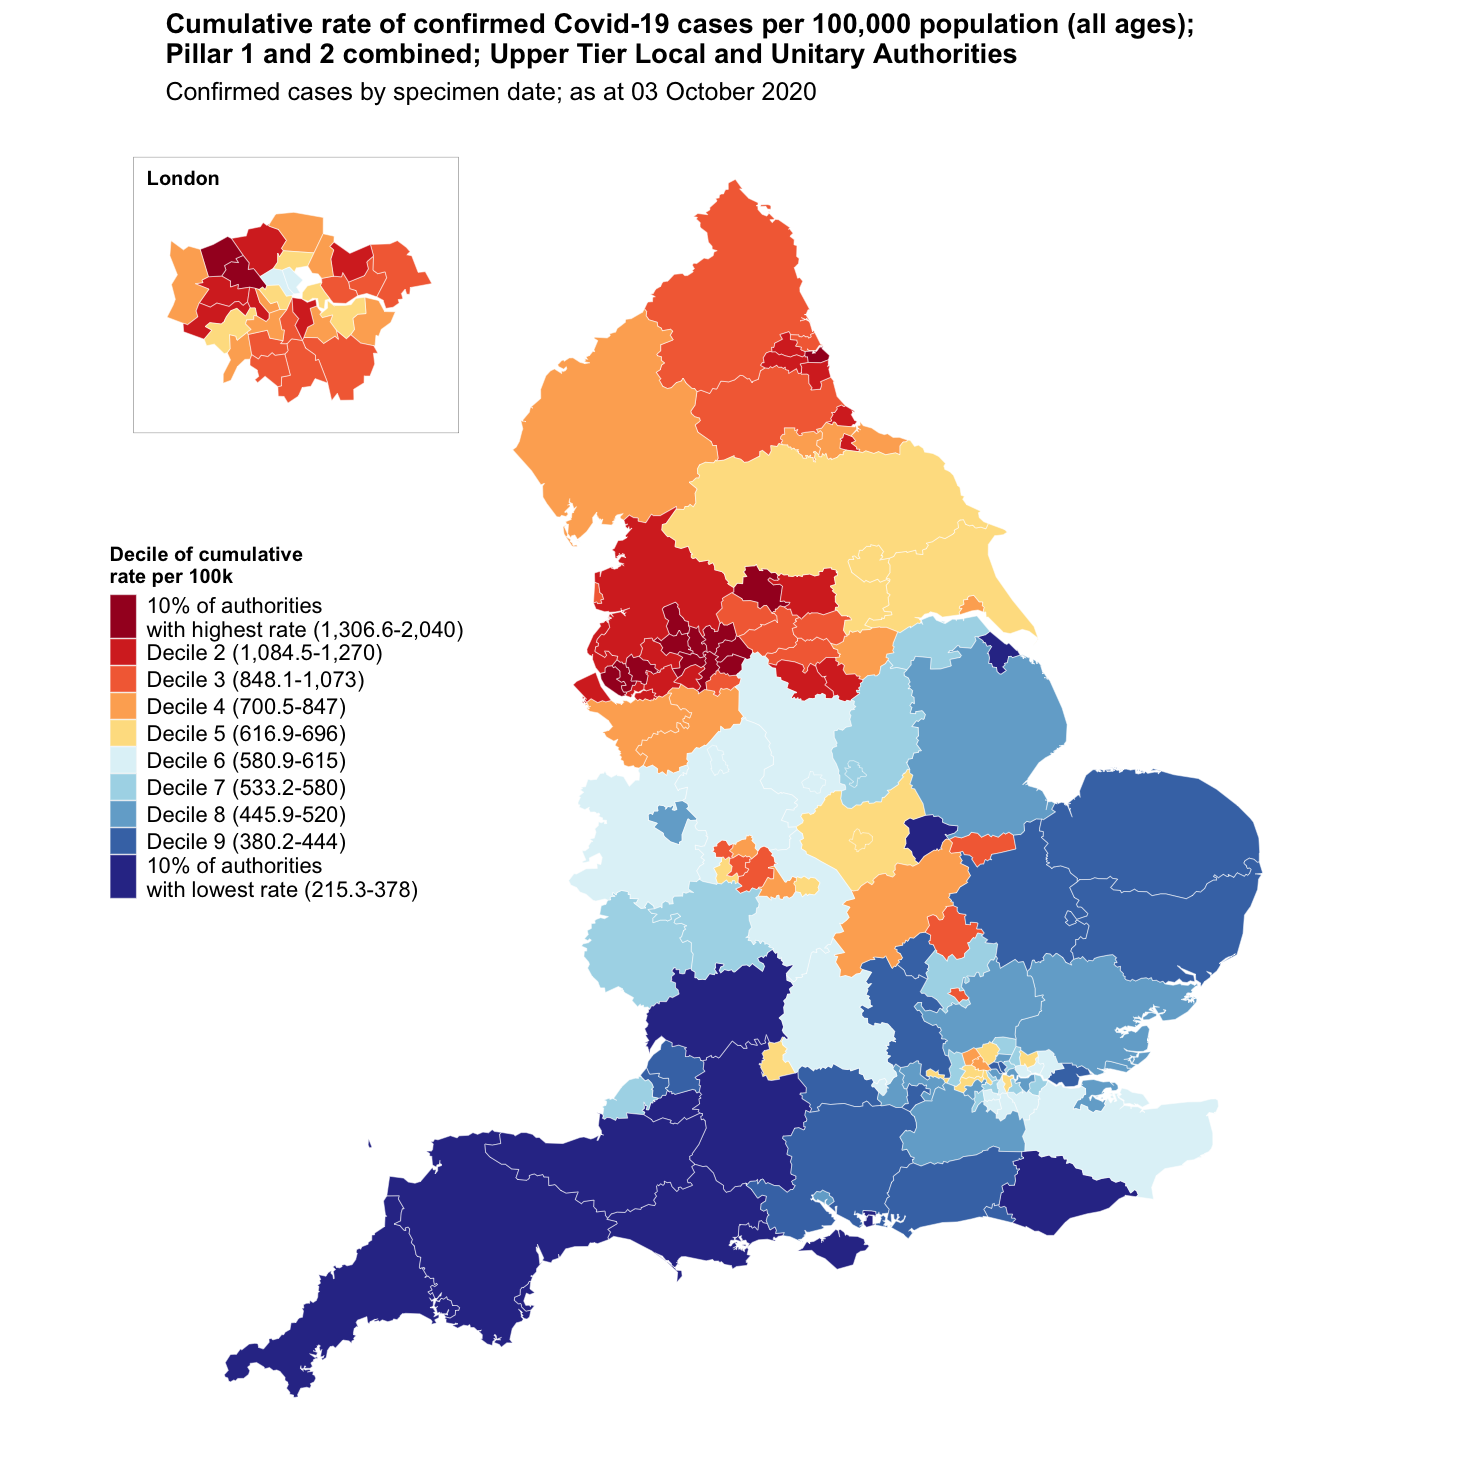 Cumulative rate of confirmed Covid-19 cases per 100,000 population (all ages);
Pillar 1 and 2 combined; Upper Tier Local and Unitary Authorities
Confirmed cases by specimen date; as at 03 October 2020
London
Decile of cumulative
rate per 100k
10% of authorities
with highest rate (1,306.6-2,040)
Decile 2 (1,084.5-1,270)
Decile 3 (848.1-1,073)
Decile 4 (700.5-847)
Decile 5 (616.9-696)
Decile 6 (580.9-615)
Decile 7 (533.2-580)
Decile 8 (445.9-520)
Decile 9 (380.2-444)
10% of authorities
with lowest rate (215.3-378)